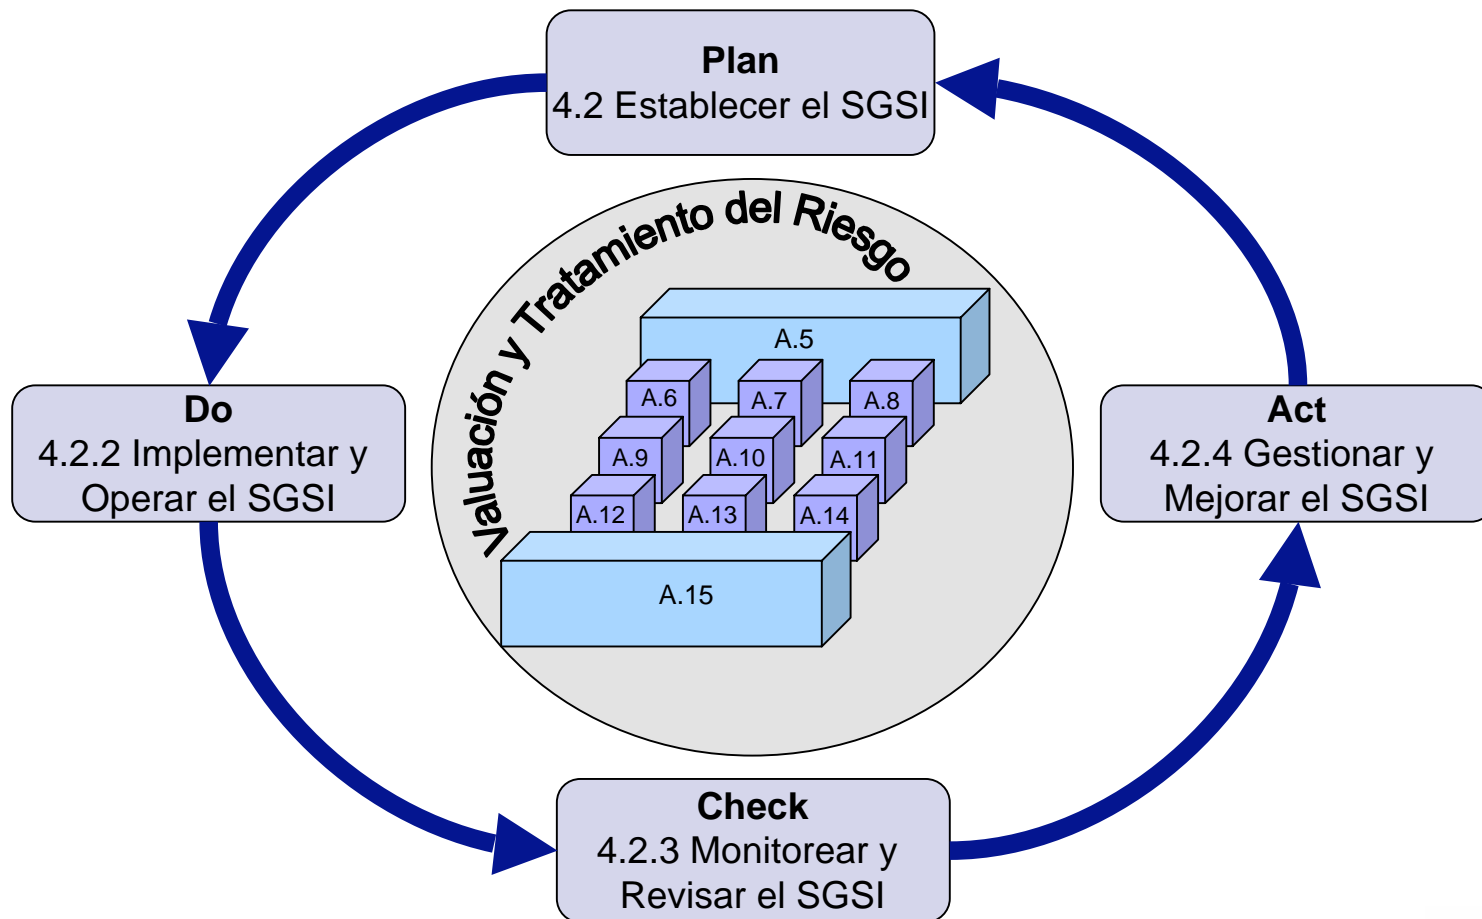 Plan
4.2 Establecer el SGSI
Valuación y Tratamiento del Riesgo
A.5
A.6 A.7 A.8
A.9 A.10 A.11
A.12 A.13 A.14
A.15
Do
4.2.2 Implementar y
Operar el SGSI
Act
4.2.4 Gestionar y
Mejorar el SGSI
Check
4.2.3 Monitorear y
Revisar el SGSI